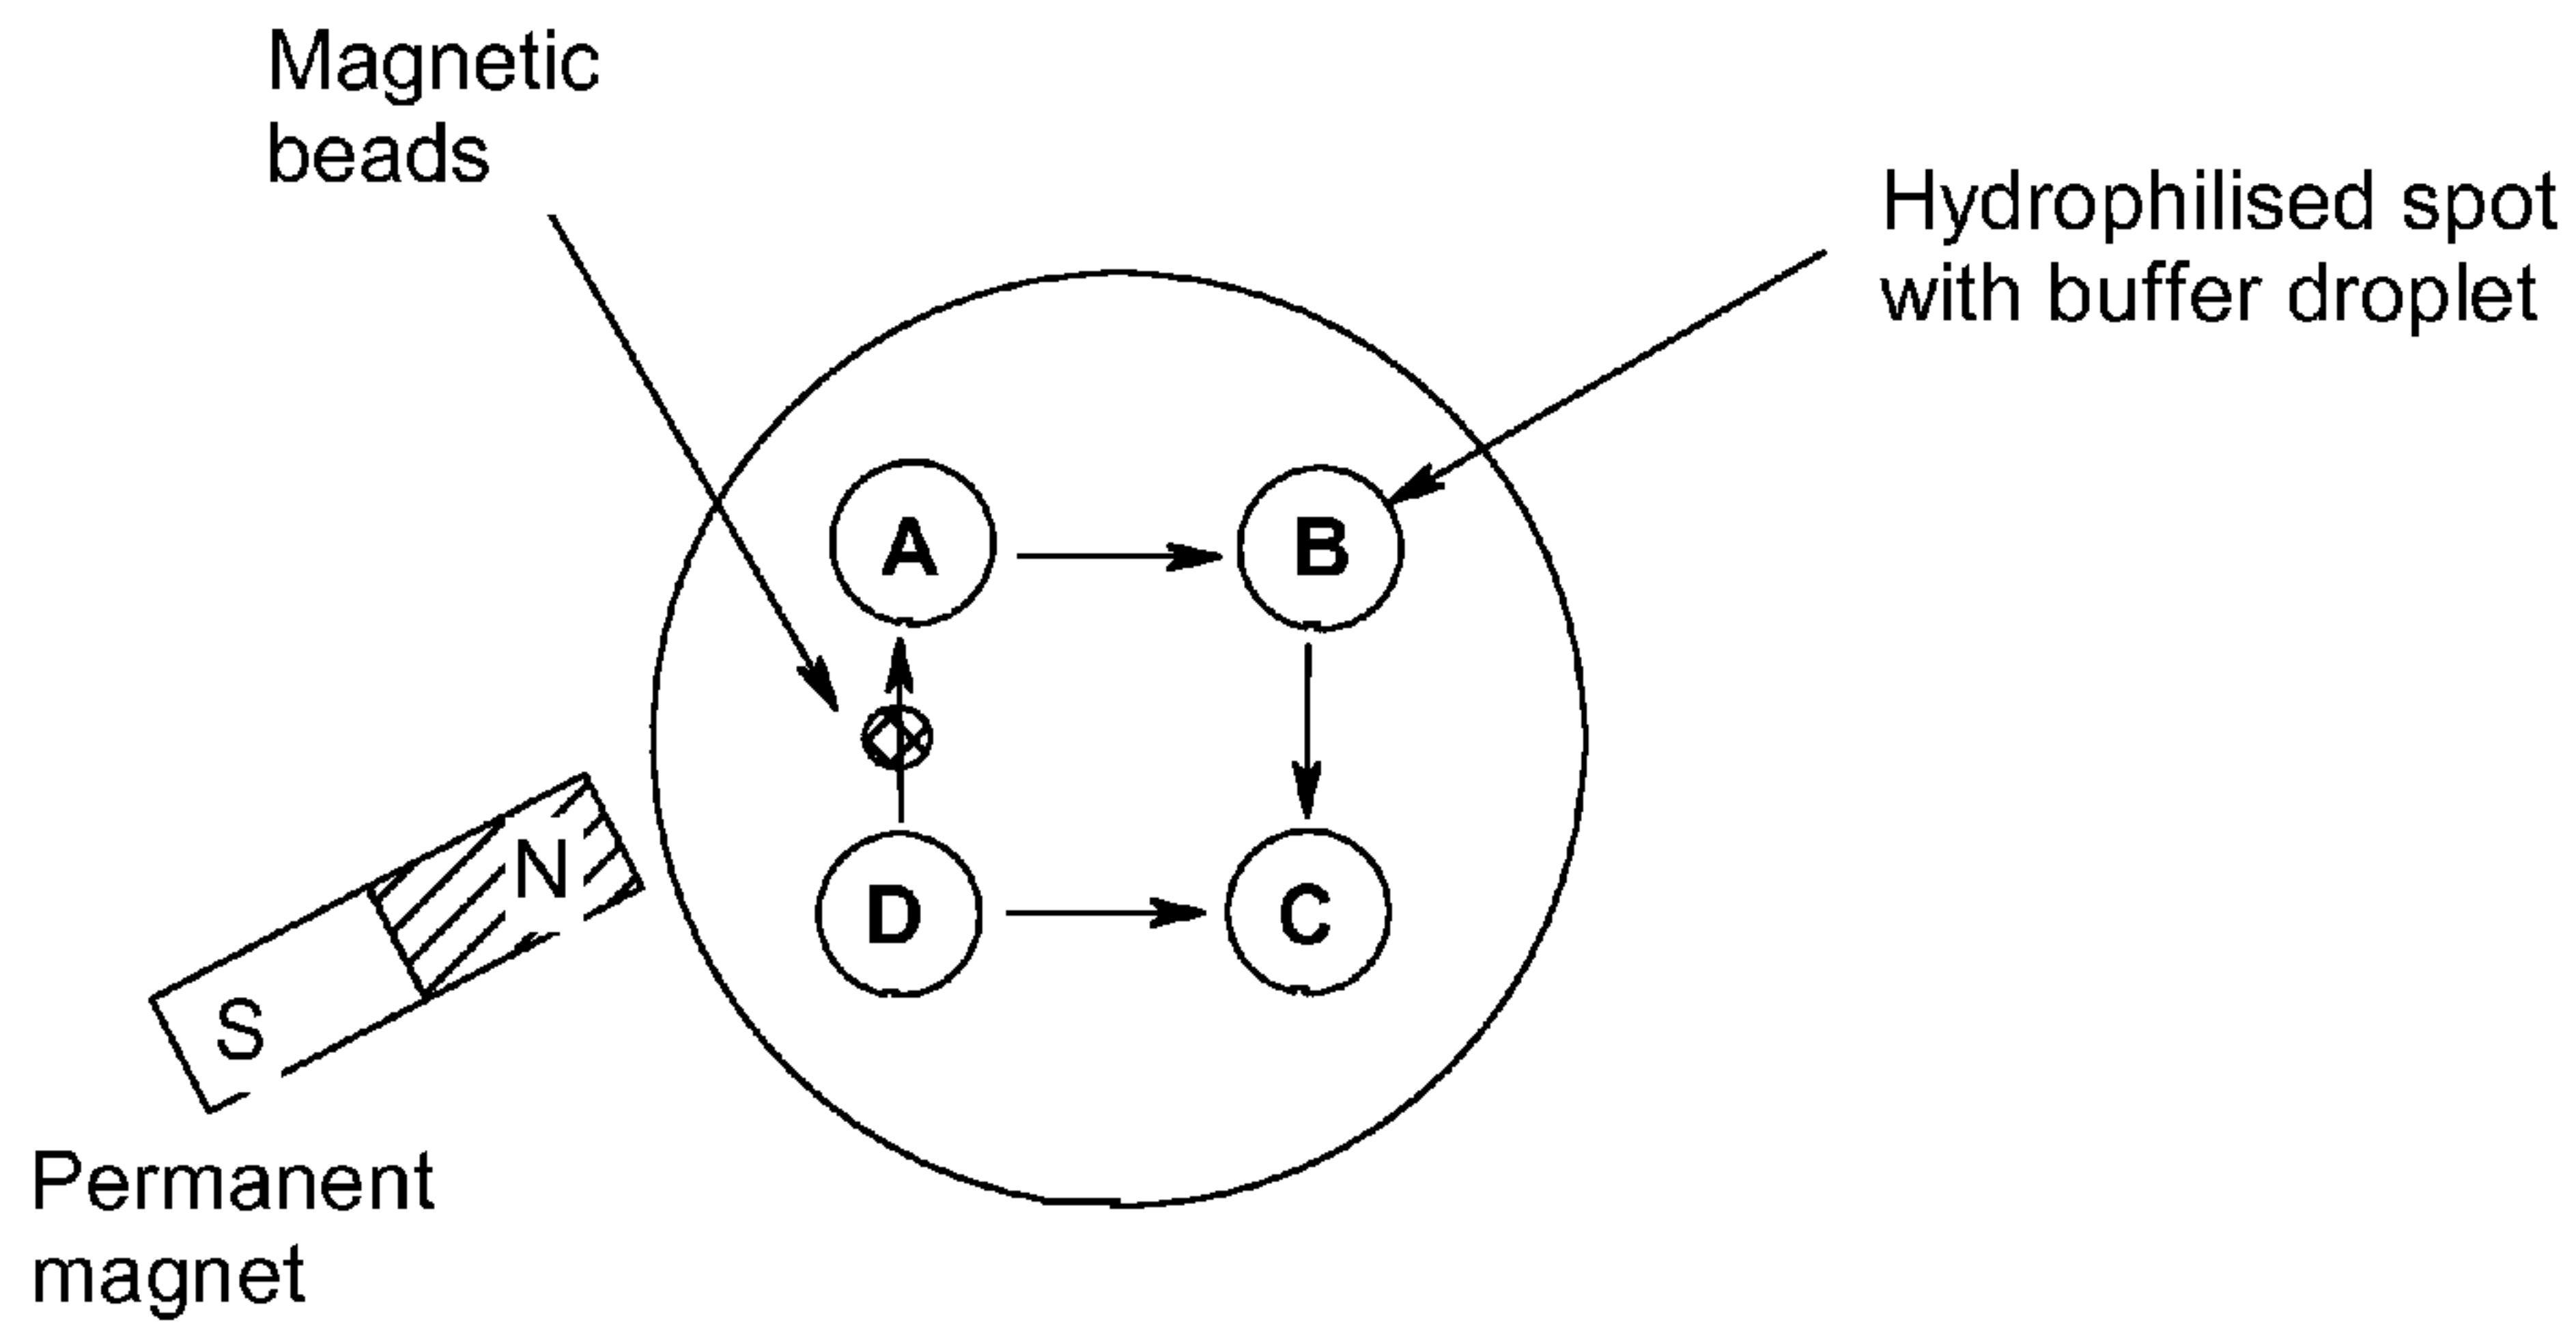 Magnetic
beads
Hydrophilised spot
with buffer droplet
A
B
D
C
N
S
Permanent
magnet